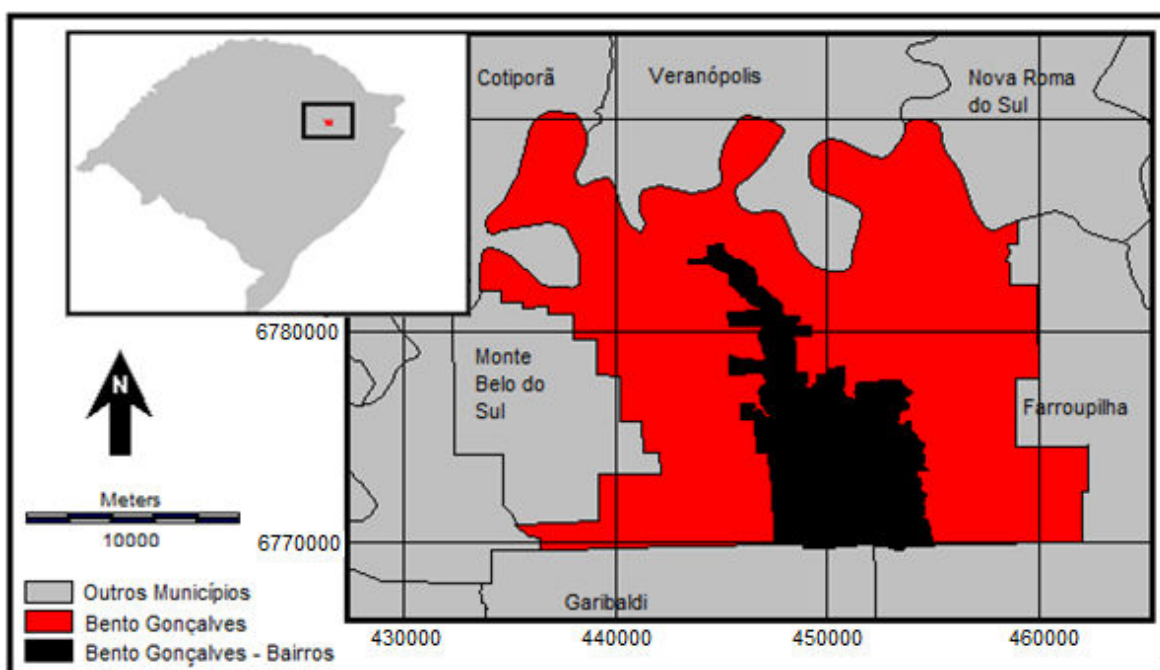 Cotiporã
Veranópolis
Nova Roma
do Sul
6780000
Monte
Belo do
Sul
Farroupilha
N
Meters
10000
6770000
Garibaldi
Outros Municípios
Bento Gonçalves
Bento Gonçalves - Bairros
430000
440000
450000
460000